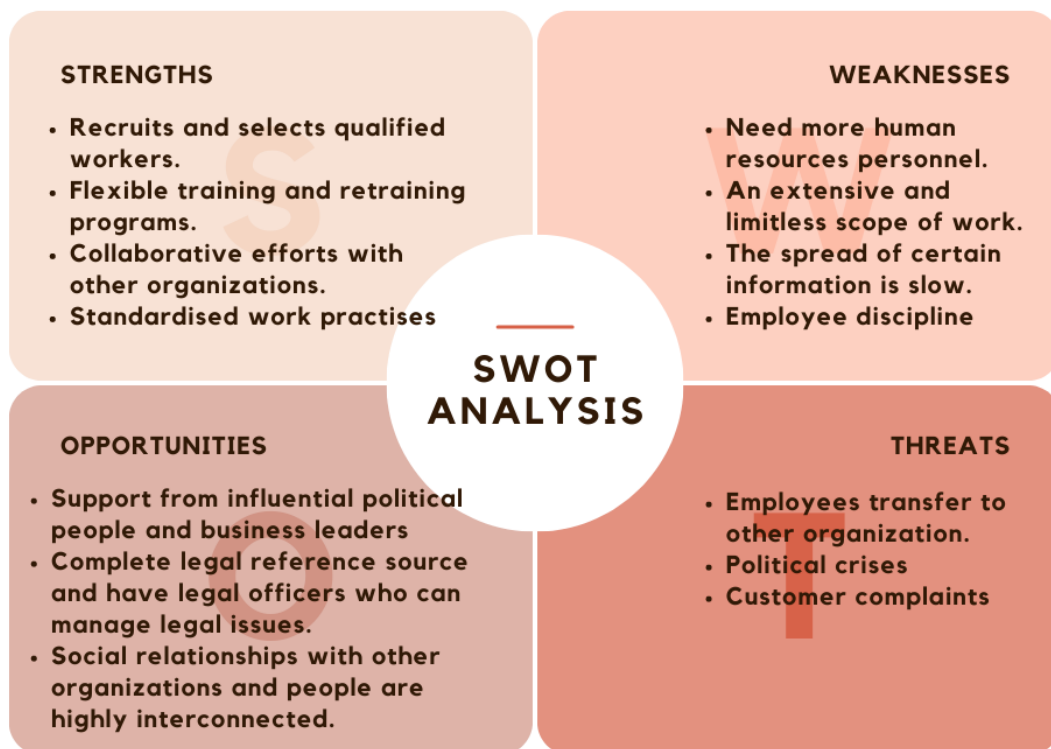 STRENGTHS
• Recruits and selects qualified
workers.
• Flexible training and retraining
programs.
• Collaborative efforts with
other organizations.
• Standardised work practises
WEAKNESSES
• Need more human
resources personnel.
• An extensive and
limitless scope of work.
• The spread of certain
information is slow.
• Employee discipline
S
W
SWOT
ANALYSIS
OPPORTUNITIES
• Support from influential political
people and business leaders
• Complete legal reference source
and have legal officers who can
manage legal issues.
• Social relationships with other
organizations and people are
highly interconnected.
O
THREATS
• Employees transfer to
other organization.
• Political crises
• Customer complaints
T